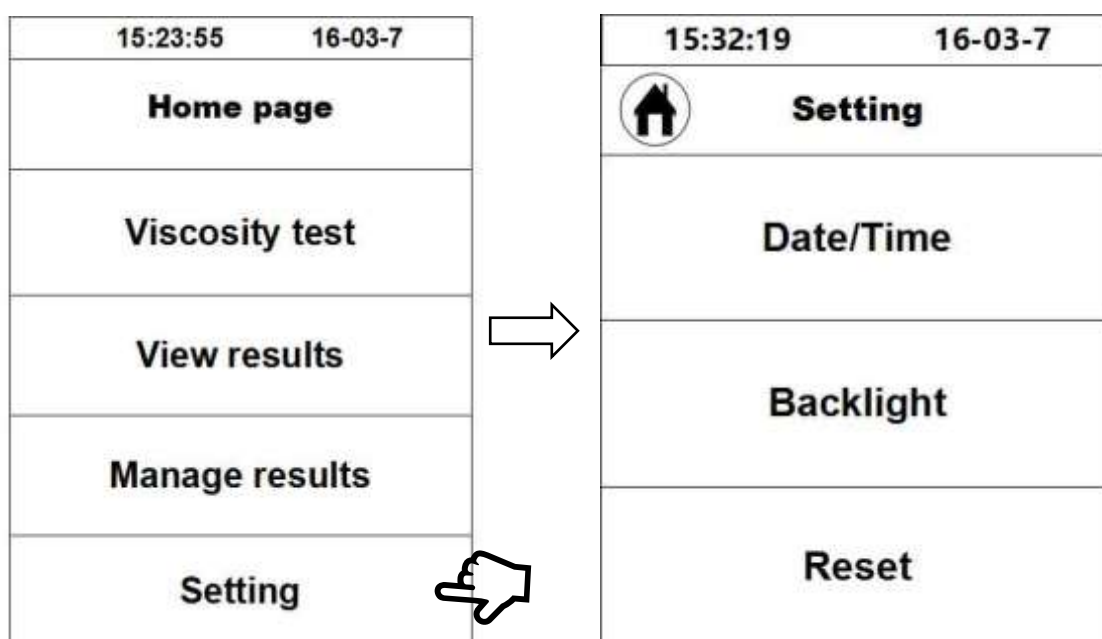 15:23:55 16-03-7
Home page
Viscosity test
View results
Manage results
Setting
15:32:19 16-03-7
Setting
Date/Time
Backlight
Reset